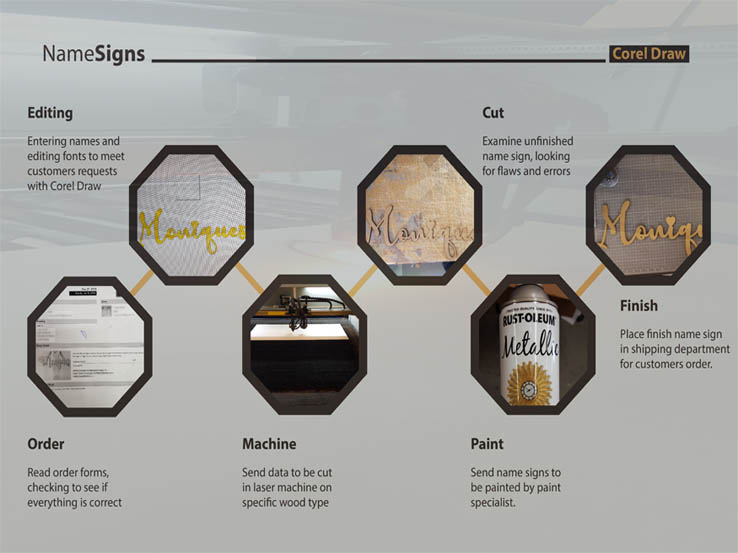 NameSigns
Corel Draw
Editing
Entering names and
editing fonts to meet
customers requests
with Corel Draw
Cut
Examine unfinished
name sign, looking
for flaws and errors
Moniques
Moniqu
Moniqu
RUST-OLEUM
Metallic
Finish
Place finish name sign
in shipping department
for customers order.
Order
Read order forms,
checking to see if
everything is correct
Machine
Send data to be cut
in laser machine on
specific wood type
Paint
Send name signs to
be painted by paint
specialist.